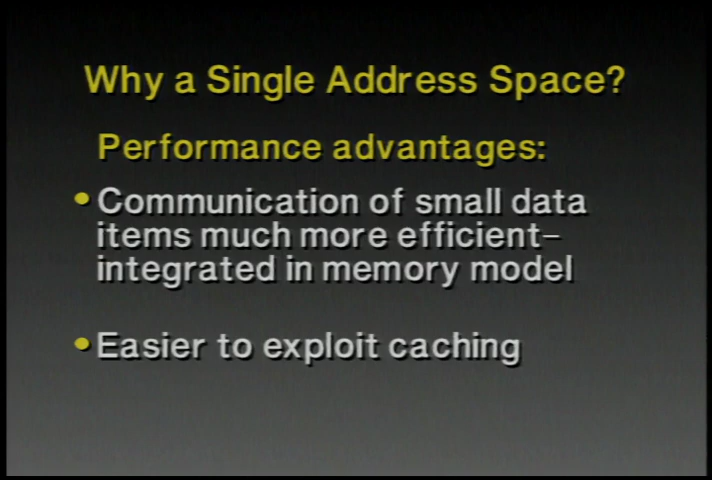 Why a Single Address Space?
Performance advantages:
• Communication of small data
items much more efficient–
integrated in memory model
• Easier to exploit caching